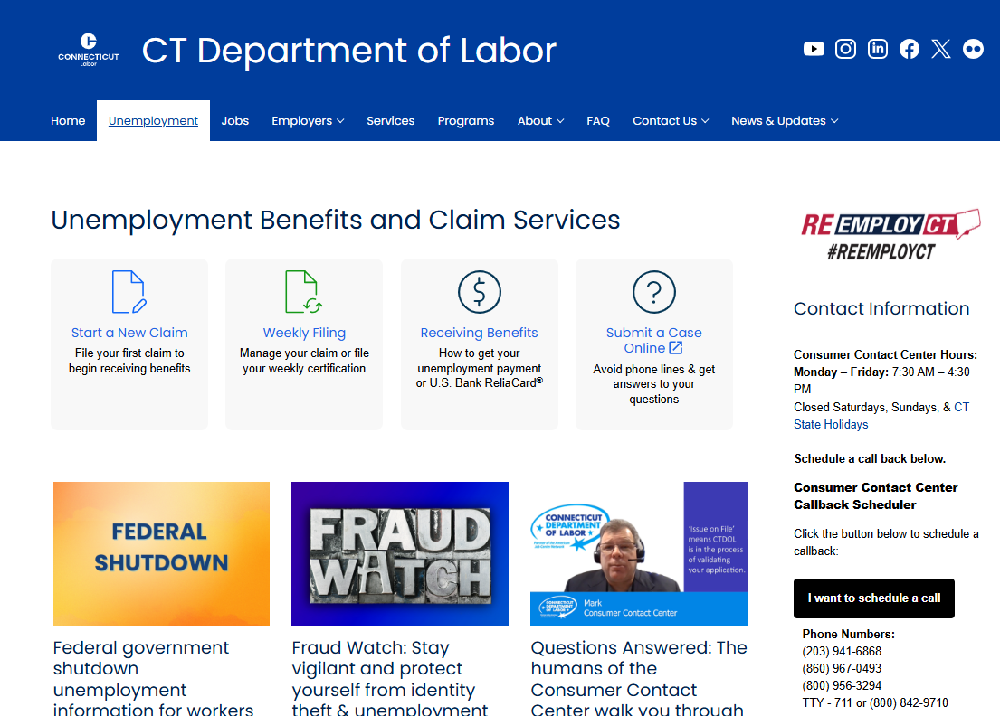 CONNECTICUT
Labor
CT Department of Labor
Home
Unemployment
Jobs
Employers
Services
Programs
About
FAQ
Contact Us
News & Updates
Unemployment Benefits and Claim Services
Start a New Claim
File your first claim to
begin receiving benefits
Weekly Filing
Manage your claim or file
your weekly certification
Receiving Benefits
How to get your
unemployment payment
or U.S. Bank ReliaCard®
Submit a Case
Online
Avoid phone lines & get
answers to your
questions
FEDERAL
SHUTDOWN
Federal government
shutdown
unemployment
information for workers
FRAUD
WATCH
Fraud Watch: Stay
vigilant and protect
yourself from identity
theft & unemployment
CONNECTICUT
DEPARTMENT
OF LABOR
'Issue on File'
means CTDOL
is in the process
of validating
your application.
CONNECTICUT
DEPARTMENT
OF LABOR
Mark
Consumer Contact Center
Questions Answered: The
humans of the
Consumer Contact
Center walk you through
REEMPLOYCT
#REEMPLOYCT
Contact Information
Consumer Contact Center Hours:
Monday – Friday: 7:30 AM – 4:30
PM
Closed Saturdays, Sundays, & CT
State Holidays
Schedule a call back below.
Consumer Contact Center
Callback Scheduler
Click the button below to schedule a
callback:
I want to schedule a call
Phone Numbers:
(203) 941-6868
(860) 967-0493
(800) 956-3294
TTY - 711 or (800) 842-9710